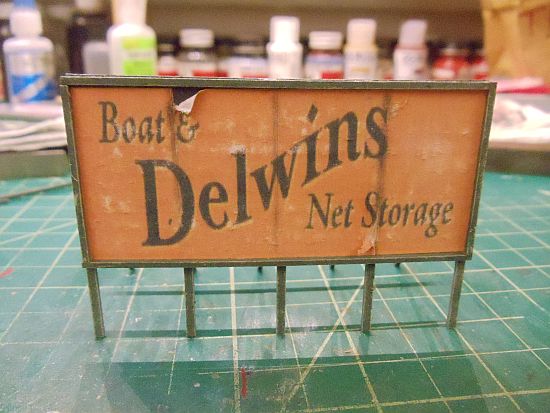 Boat &
Delwins
Net Storage